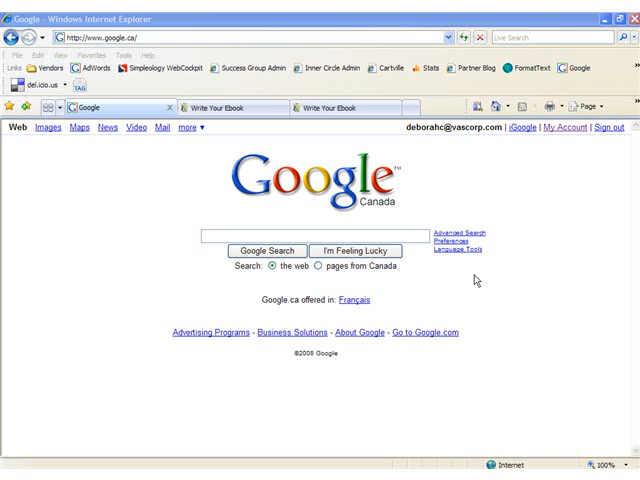 Google - Windows Internet Explorer
http://www.google.ca/
Live Search
File Edit View Favorites Tools Help
Links Vendors AdWords Simpleology WebCockpit Success Group Admin Inner Circle Admin Cartville Stats Partner Blog FormatText Google
del.icio.us TAG
Google Write Your Ebook Write Your Ebook Page
Web Images Maps News Video Mail more ▼ deborahc@vascorp.com | iGoogle | My Account | Sign out
Google™
Canada
Advanced Search
Preferences
Language Tools
Google Search I'm Feeling Lucky
Search: the web pages from Canada
Google.ca offered in: Français
Advertising Programs - Business Solutions - About Google - Go to Google.com
©2008 Google
Internet 100%